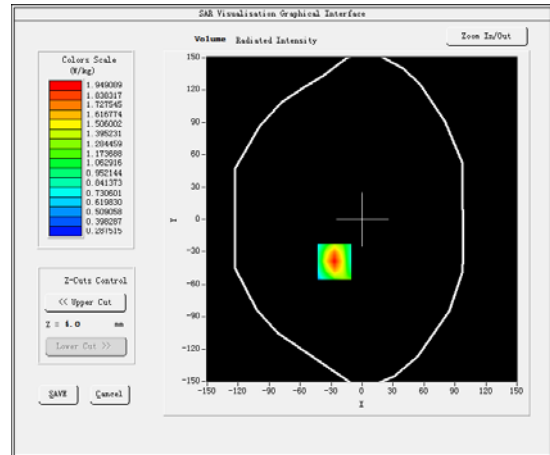 SAR Visualisation Graphical Interface
Volume Radiated Intensity
Zoom In/Out
Colors Scale
(W/kg)
1.949089
1.838317
1.727545
1.616774
1.506002
1.395231
1.284459
1.173688
1.062916
0.952144
0.841373
0.730601
0.619830
0.509058
0.398287
0.287515
Z-Cuts Control
<< Upper Cut
Z = 4.0 mm
Lower Cut >>
SAVE
Cancel
150
120
90
60
30
0
-30
-60
-90
-120
-150
Y
-150 -120 -90 -60 -30 0 30 60 90 120 150
X